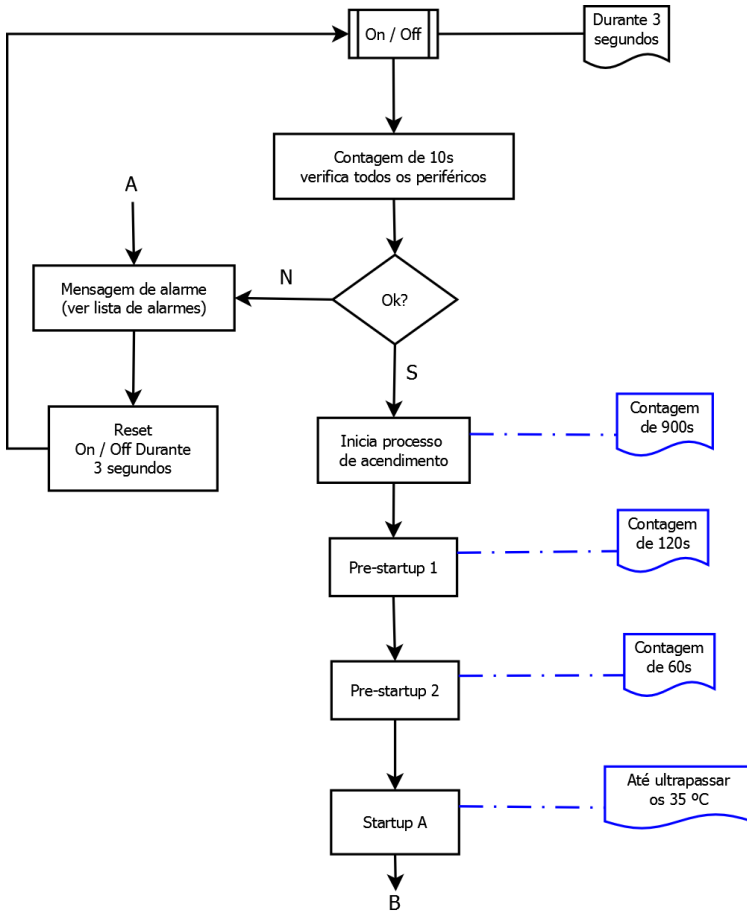 On / Off
Durante 3
segundos
Contagem de 10s
verifica todos os periféricos
A
Mensagem de alarme
(ver lista de alarmes)
N
Ok?
S
Reset
On / Off Durante
3 segundos
Inicia processo
de acendimento
Contagem
de 900s
Pre-startup 1
Contagem
de 120s
Pre-startup 2
Contagem
de 60s
Startup A
Até ultrapassar
os 35 ºC
B